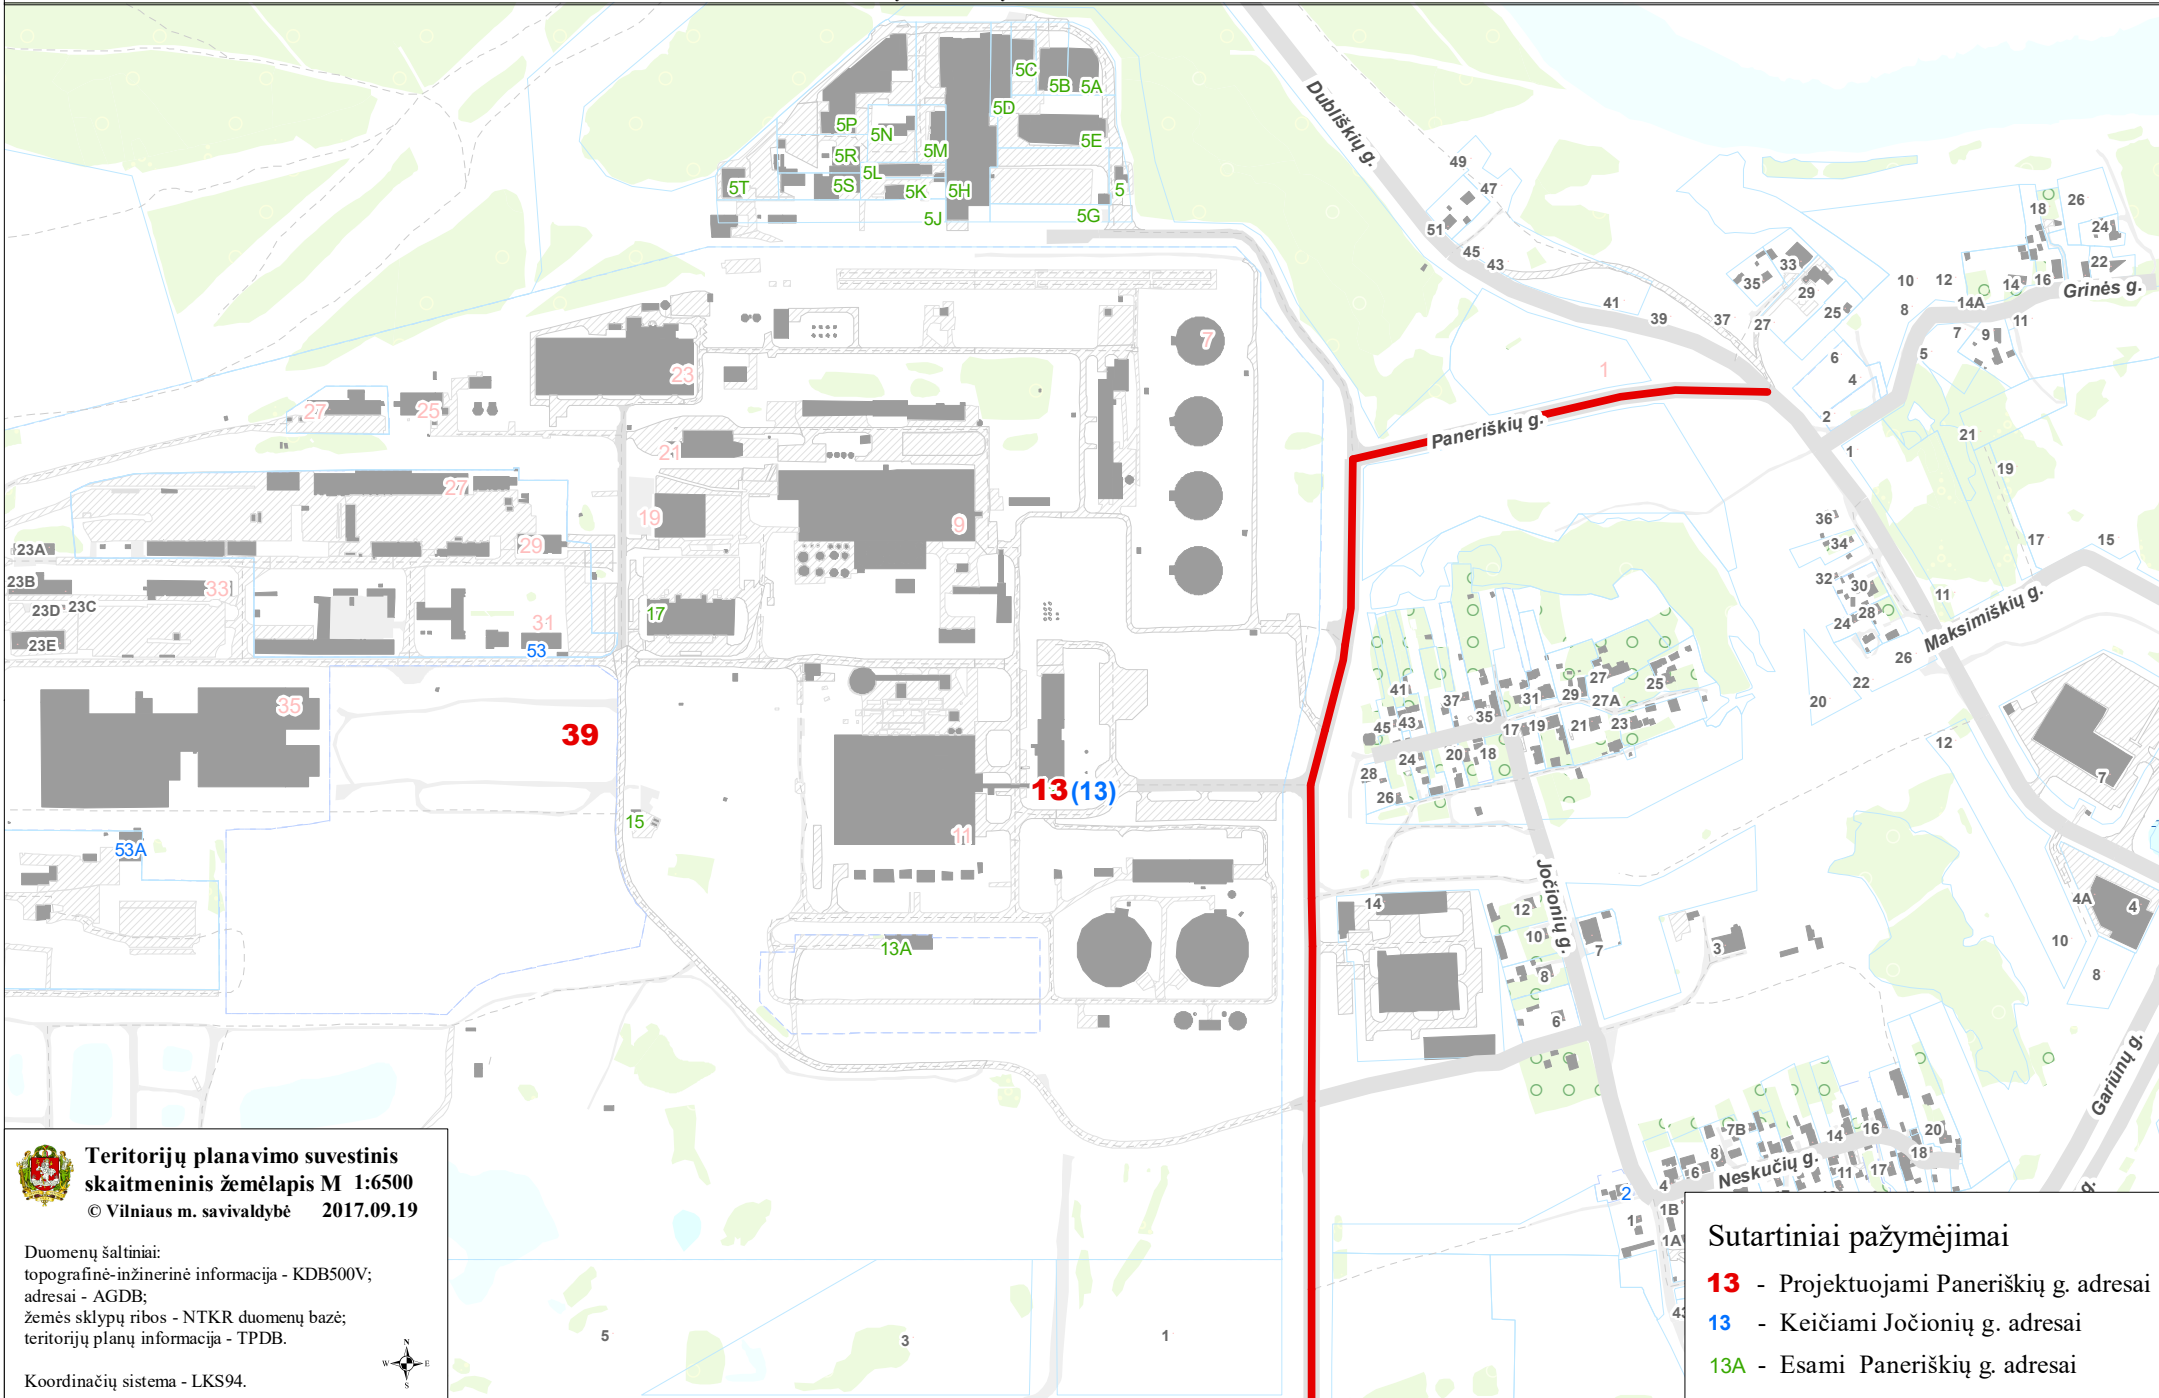 5C
5B
5A
5D
5P
5N
5E
5M
5R
5L
5T
5S
5K
5H
5
5J
5G
Dubliškių g.
49
47
51
45
43
41
39
37
27
35
33
29
25
18
26
24
22
16
14
14A
12
10
8
11
Grinės g.
7
9
5
6
4
2
1
21
19
17
15
7
23
1
27
25
Paneriškių g.
21
27
19
9
29
23A
23B
33
23D
23C
23E
17
31
53
36
34
32
30
28
24
26
11
Maksimiškių g.
22
20
12
7
41
45
43
37
35
31
29
27
27A
25
17
19
21
23
24
20
18
28
26
35
39
13 (13)
15
11
53A
13A
14
Jočionių g.
12
10
8
7
6
3
4A
4
10
8
Gariūnų g.
7B
8
6
4
14
16
20
18
11
17
Neskučių g.
2
1
1B
1A
g.
5
3
1
Teritorijų planavimo suvestinis
skaitmeninis žemėlapis M 1:6500
© Vilniaus m. savivaldybė 2017.09.19
Duomenų šaltiniai:
topografinė-inžinerinė informacija - KDB500V;
adresai - AGDB;
žemės sklypų ribos - NTKR duomenų bazė;
teritorijų planų informacija - TPDB.
Koordinačių sistema - LKS94.
N
W E
S
Sutartiniai pažymėjimai
13 - Projektuojami Paneriškių g. adresai
13 - Keičiami Jočionių g. adresai
13A - Esami Paneriškių g. adresai